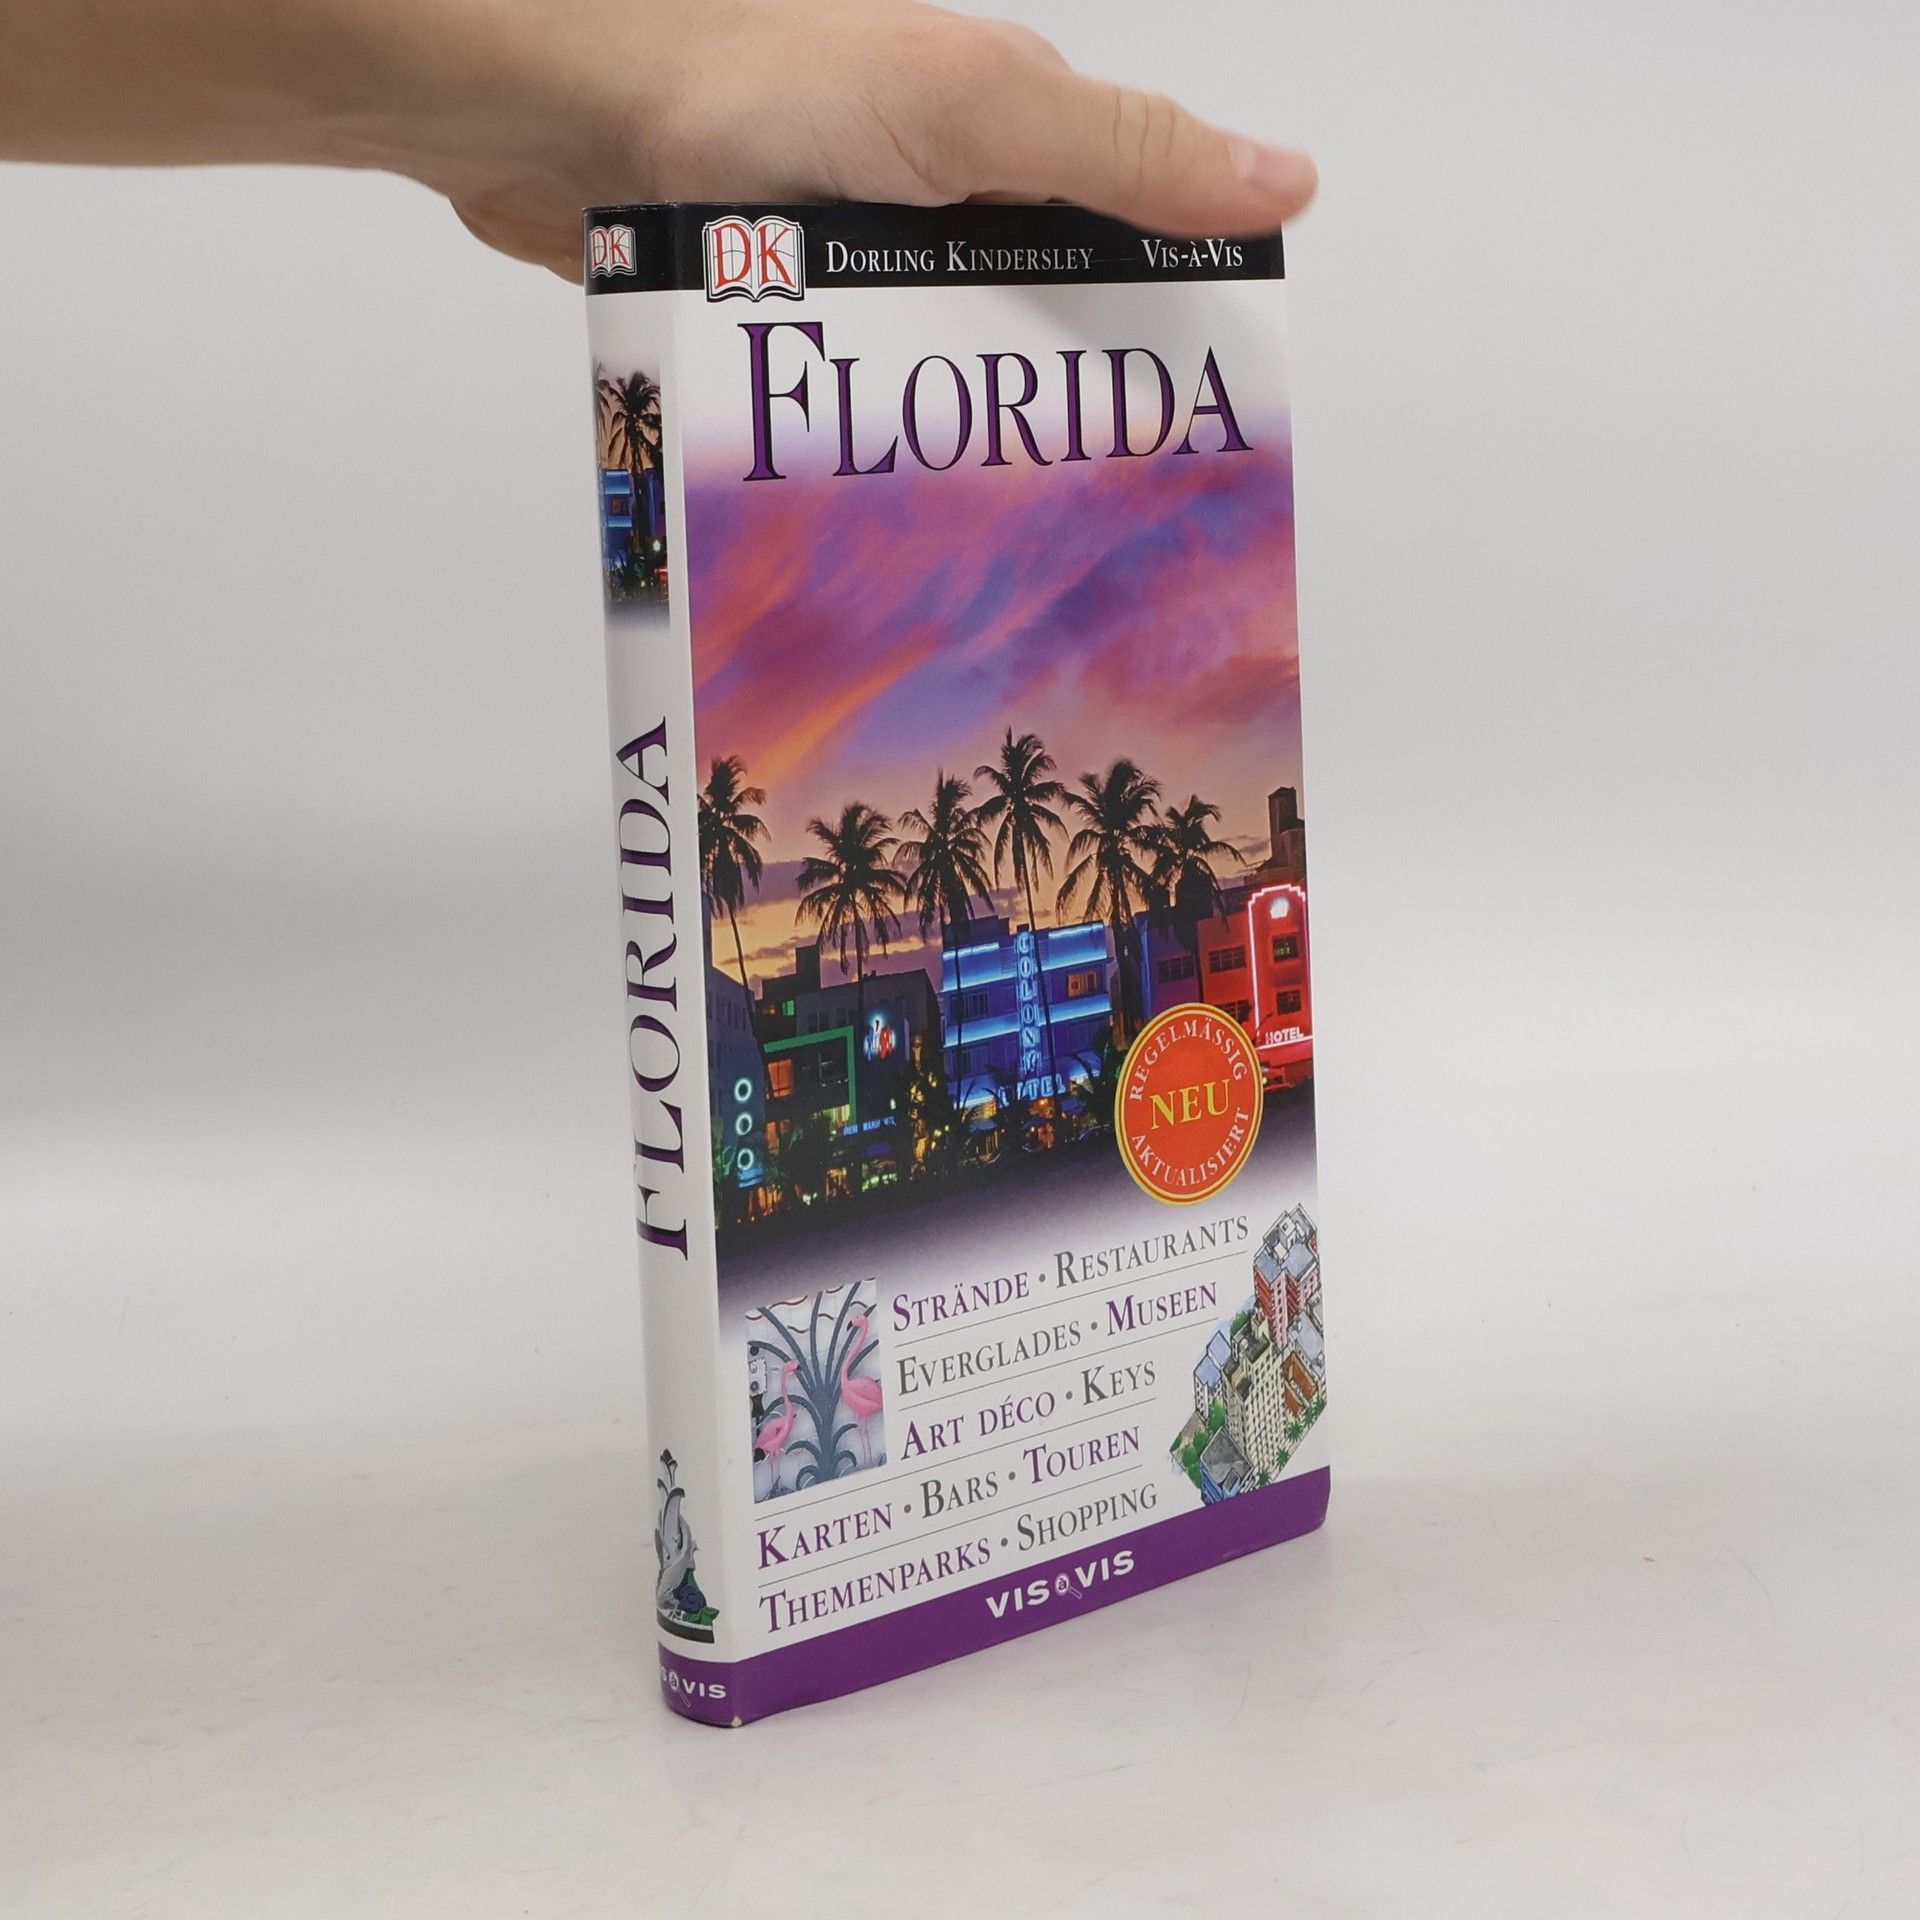 DK
DK
DORLING KINDERSLEY VIS-À-VIS
FLORIDA
FLORIDA
COLONY
HOTEL
REGELMÄSSIG
NEU
AKTUALISIERT
STRÄNDE • RESTAURANTS
EVERGLADES • MUSEEN
ART DÉCO • KEYS
KARTEN • BARS • TOUREN
THEMENPARKS • SHOPPING
VIS à VIS
S à VIS